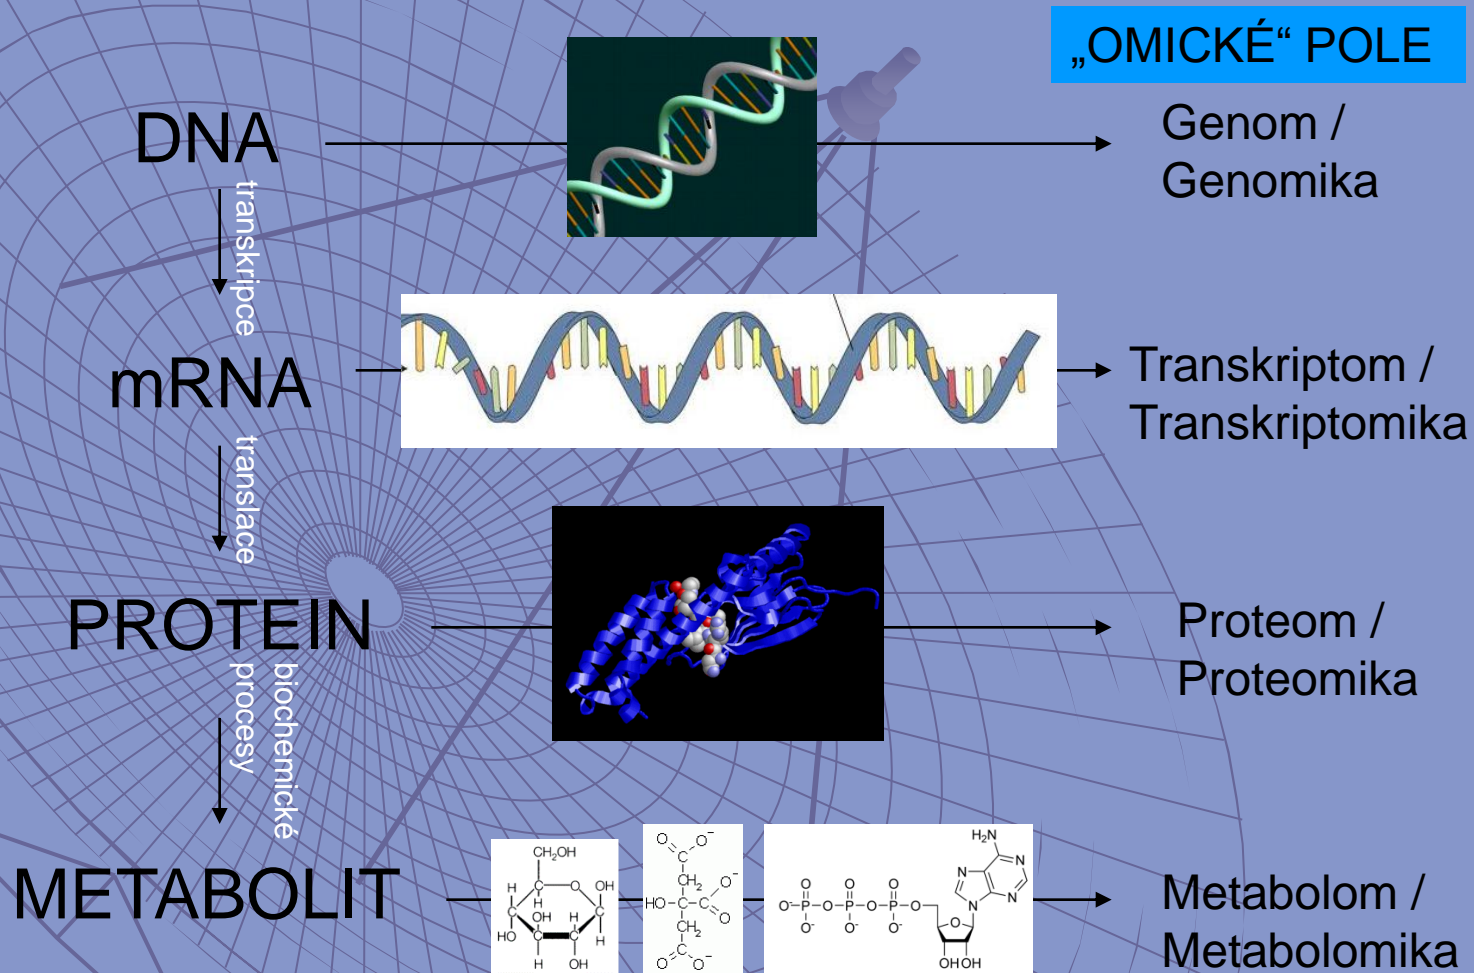 „OMICKÉ“ POLE
DNA
Genom /
Genomika
transkripce
mRNA
Transkriptom /
Transkriptomika
translace
PROTEIN
Proteom /
Proteomika
biochemické
procesy
METABOLIT
CH₂OH
H
O
OH
H
C
C
C
OH
H
H
HO
C
C
H
H
OH
O
O⁻
C
CH₂
O⁻
HO
C
C
O
CH₂
C
O
O⁻
H₂N
N
N
N
N
O
O
O
O⁻
P
O
P
O
P
O
O⁻
O⁻
O⁻
O
OH
OH
Metabolom /
Metabolomika